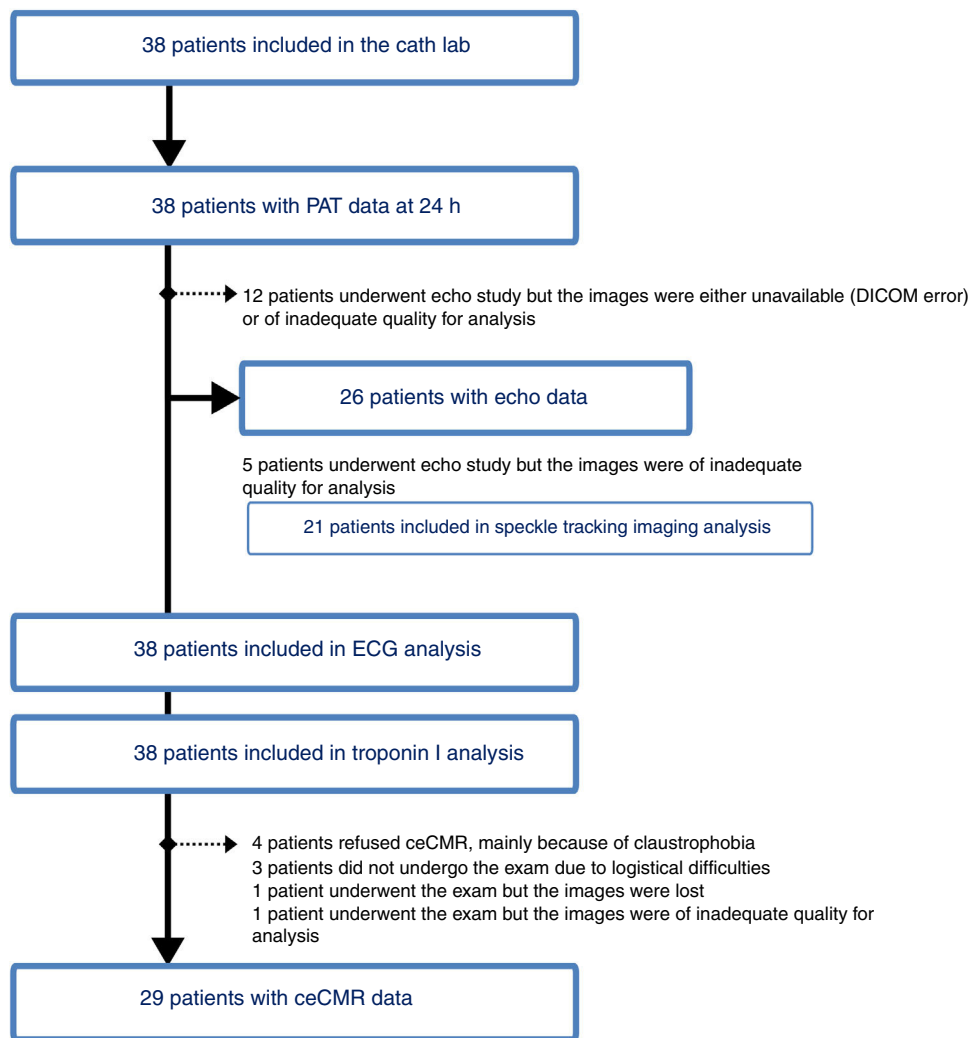 38 patients included in the cath lab
38 patients with PAT data at 24 h
12 patients underwent echo study but the images were either unavailable (DICOM error)
or of inadequate quality for analysis
26 patients with echo data
5 patients underwent echo study but the images were of inadequate
quality for analysis
21 patients included in speckle tracking imaging analysis
38 patients included in ECG analysis
38 patients included in troponin I analysis
4 patients refused ceCMR, mainly because of claustrophobia
3 patients did not undergo the exam due to logistical difficulties
1 patient underwent the exam but the images were lost
1 patient underwent the exam but the images were of inadequate quality for
analysis
29 patients with ceCMR data